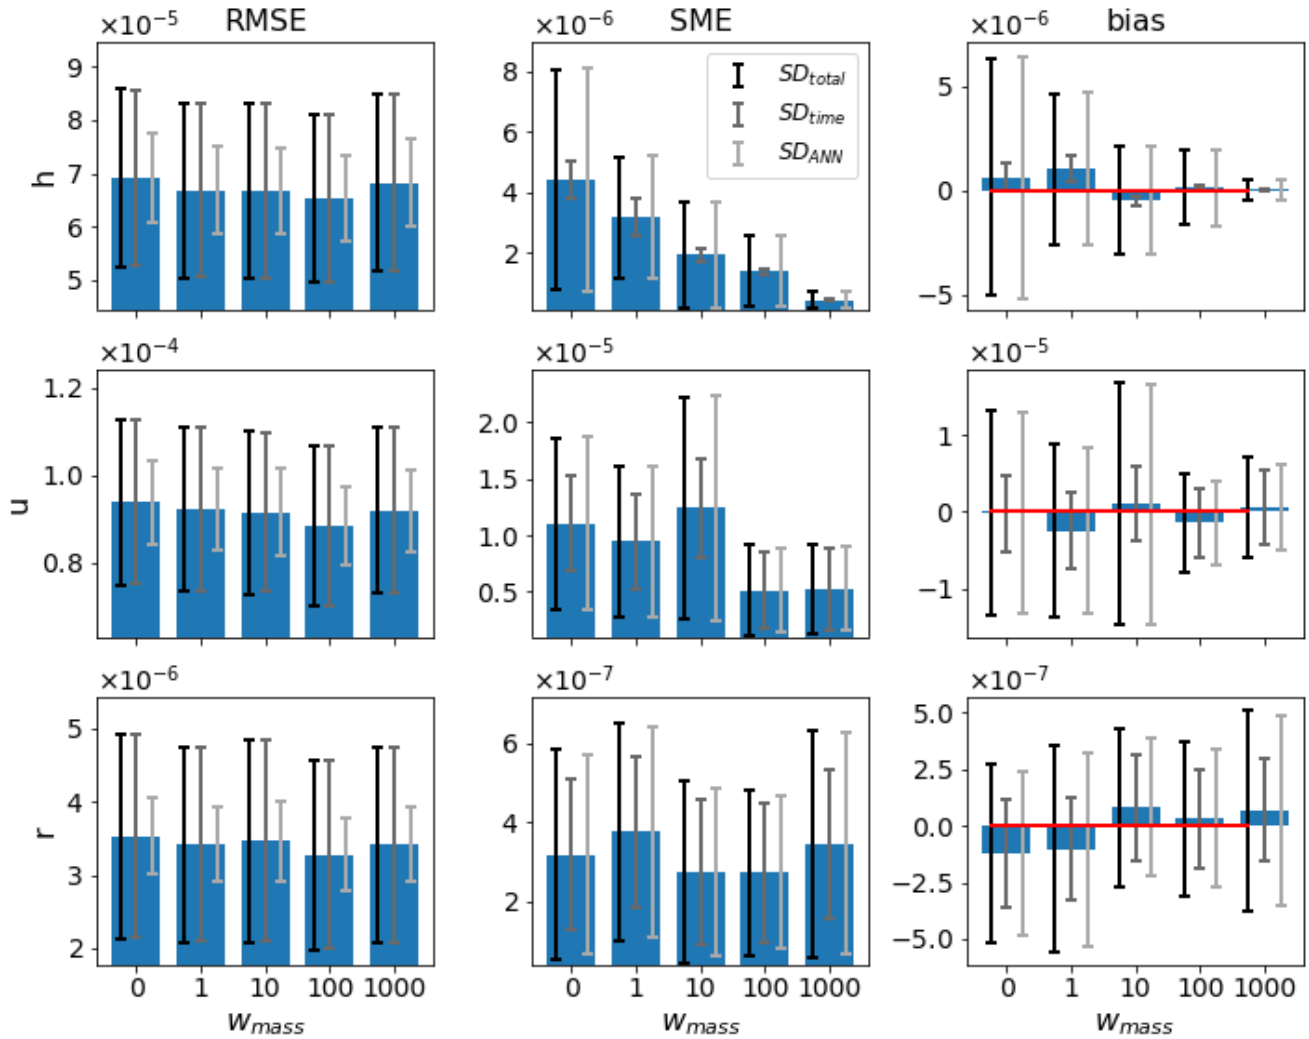 ×10⁻⁵ RMSE
×10⁻⁶ SME
×10⁻⁶ bias
h
9
8
7
6
5
8
6
4
2
SD_total
SD_time
SD_ANN
5
0
−5
×10⁻⁴
×10⁻⁵
×10⁻⁵
u
1.2
1.0
0.8
2.0
1.5
1.0
0.5
1
0
−1
×10⁻⁶
×10⁻⁷
×10⁻⁷
r
5
4
3
2
6
4
2
5.0
2.5
0.0
−2.5
−5.0
0 1 10 100 1000
0 1 10 100 1000
0 1 10 100 1000
w_mass
w_mass
w_mass